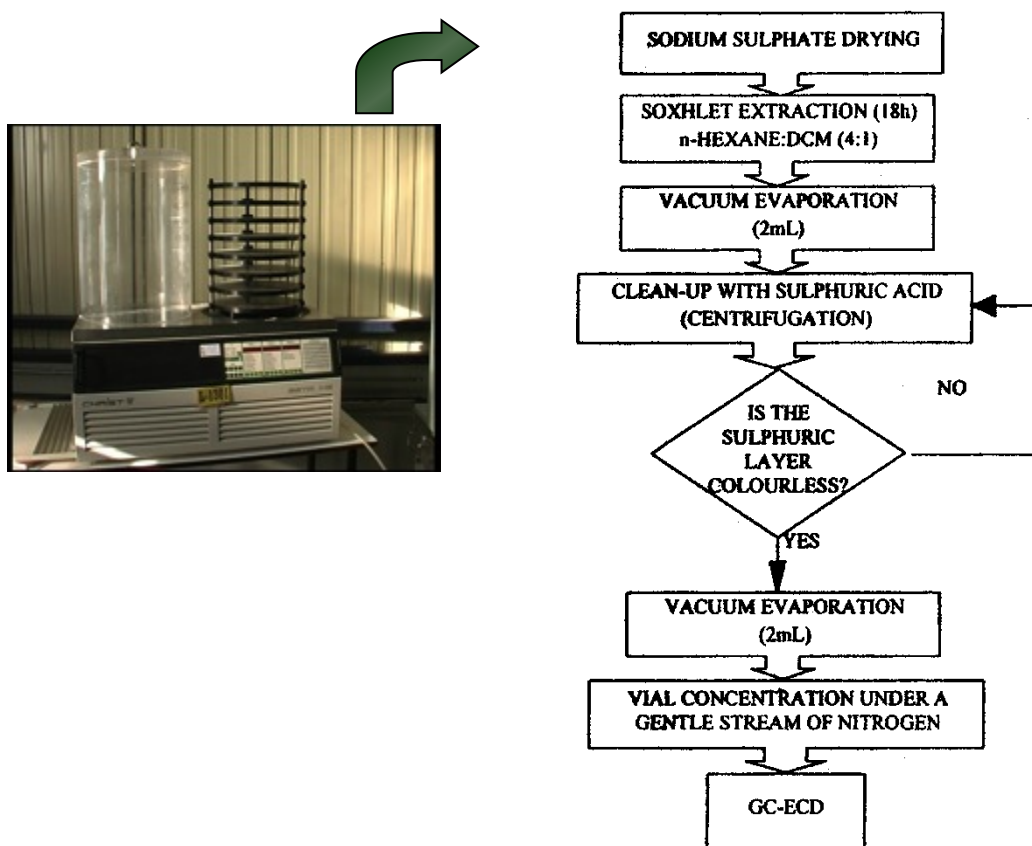 SODIUM SULPHATE DRYING
SOXHLET EXTRACTION (18h)
n-HEXANE:DCM (4:1)
VACUUM EVAPORATION
(2mL)
CLEAN-UP WITH SULPHURIC ACID
(CENTRIFUGATION)
NO
IS THE
SULPHURIC
LAYER
COLOURLESS?
YES
VACUUM EVAPORATION
(2mL)
VIAL CONCENTRATION UNDER A
GENTLE STREAM OF NITROGEN
GC-ECD
CHRIST